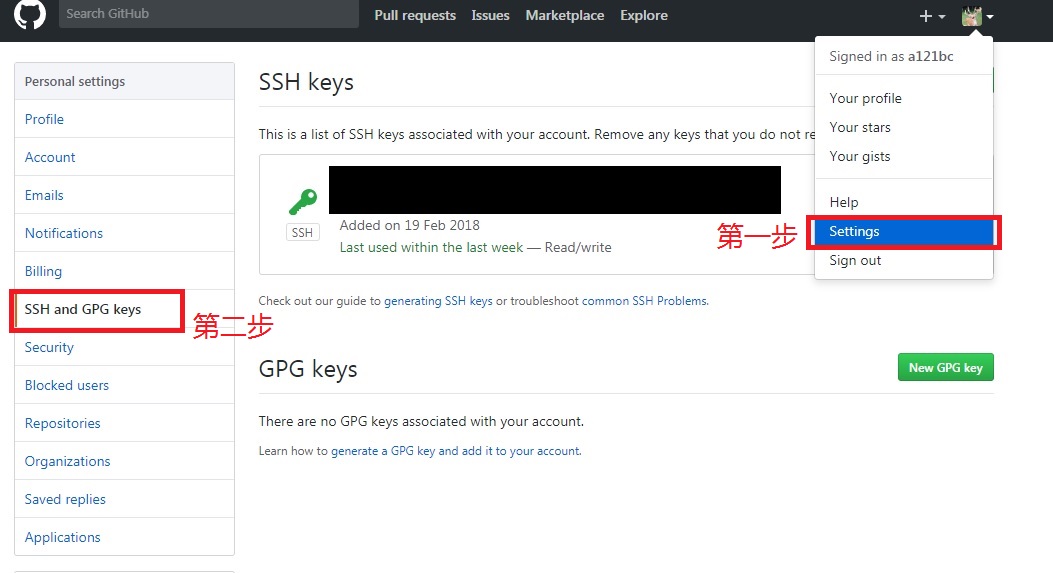 Search GitHub
Pull requests Issues Marketplace Explore
Signed in as a121bc
Your profile
Your stars
Your gists
Help
Settings
Sign out
第一步
Personal settings
Profile
Account
Emails
Notifications
Billing
SSH and GPG keys
第二步
Security
Blocked users
Repositories
Organizations
Saved replies
Applications
SSH keys
This is a list of SSH keys associated with your account. Remove any keys that you do not
SSH
Added on 19 Feb 2018
Last used within the last week — Read/write
Check out our guide to generating SSH keys or troubleshoot common SSH Problems.
GPG keys
New GPG key
There are no GPG keys associated with your account.
Learn how to generate a GPG key and add it to your account.